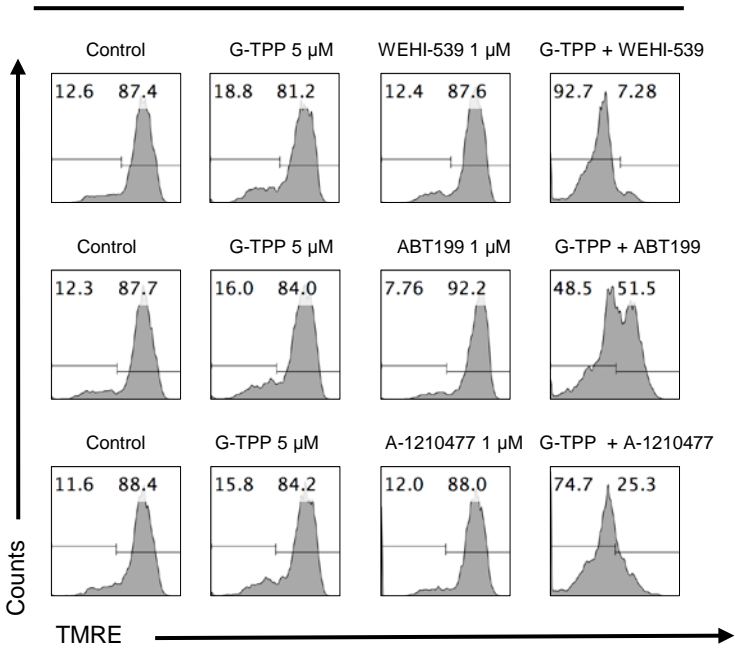 Control G-TPP 5 µM WEHI-539 1 µM G-TPP + WEHI-539
12.6 87.4 18.8 81.2 12.4 87.6 92.7 7.28
Control G-TPP 5 µM ABT199 1 µM G-TPP + ABT199
12.3 87.7 16.0 84.0 7.76 92.2 48.5 51.5
Control G-TPP 5 µM A-1210477 1 µM G-TPP + A-1210477
11.6 88.4 15.8 84.2 12.0 88.0 74.7 25.3
Counts
TMRE